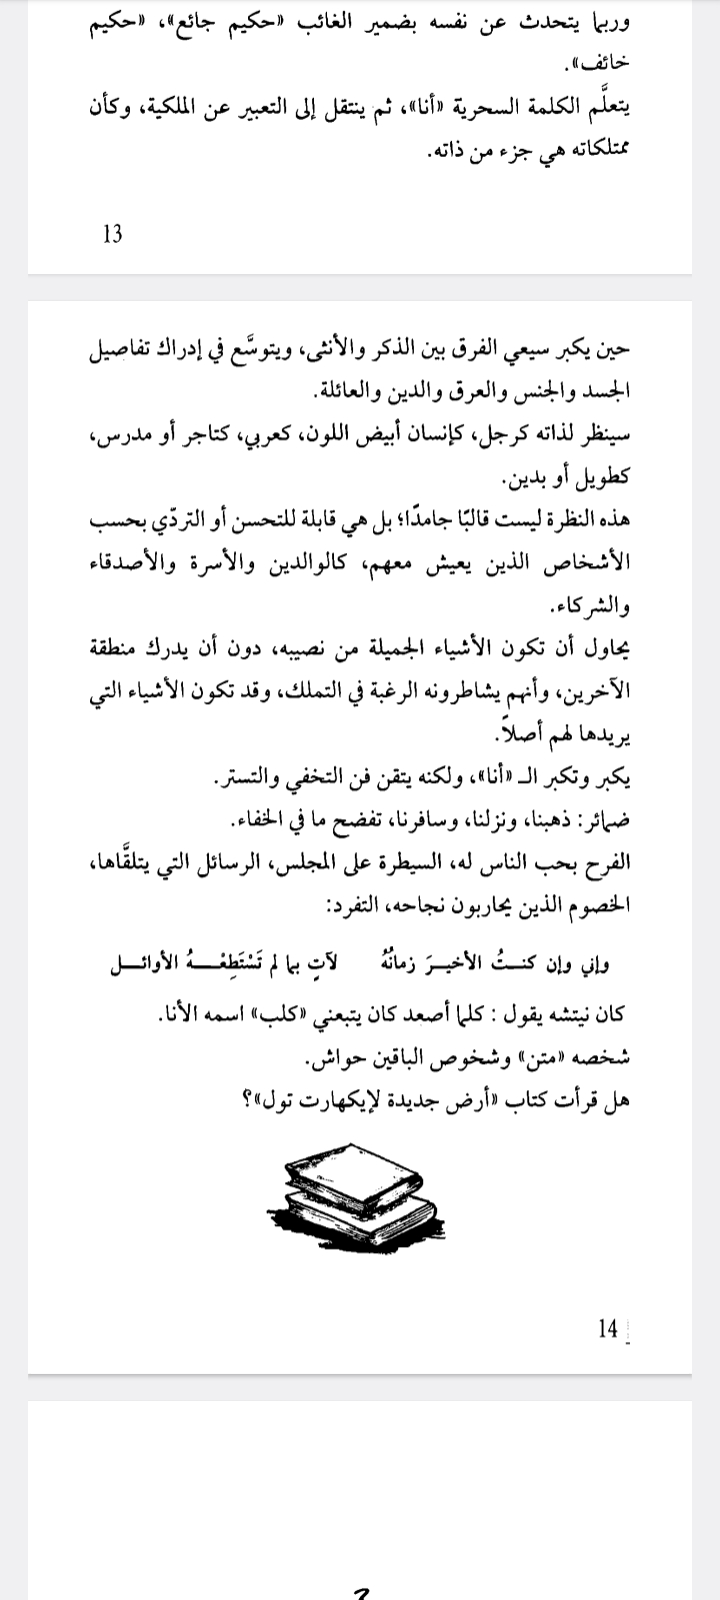 وربما يتحدث عن نفسه بضمير الغائب «حكيم جائع»، «حكيم
خائف».
يتعلَّم الكلمة السحرية «أنا»، ثم ينتقل إلى التعبير عن الملكية، وكأن
ممتلكاته هي جزء من ذاته.
13
حين يكبر سيعي الفرق بين الذكر والأنثى، ويتوسَّع في إدراك تفاصيل
الجسد والجنس والعرق والدين والعائلة.
سينظر لذاته كرجل، كإنسان أبيض اللون، كعربي، كتاجر أو مدرس،
كطويل أو بدين.
هذه النظرة ليست قالبًا جامدًا؛ بل هي قابلة للتحسن أو التردّي بحسب
الأشخاص الذين يعيش معهم، كالوالدين والأسرة والأصدقاء
والشركاء.
يحاول أن تكون الأشياء الجميلة من نصيبه، دون أن يدرك منطقة
الآخرين، وأنهم يشاطرونه الرغبة في التملك، وقد تكون الأشياء التي
يريدها لهم أصلاً.
يكبر وتكبر الـ «أنا»، ولكنه يتقن فن التخفي والتستر.
ضمائر: ذهبنا، ونزلنا، وسافرنا، تفضح ما في الخفاء.
الفرح بحب الناس له، السيطرة على المجلس، الرسائل التي يتلقَّاها،
الخصوم الذين يحاربون نجاحه، التفرد:
وإني وإن كنــتُ الأخيــرَ زمانُهُ لآتٍ بما لم تَسْتَطِعْــــهُ الأوائــل
كان نيتشه يقول : كلما أصعد كان يتبعني «كلب» اسمه الأنا.
شخصه «متن» وشخوص الباقين حواش.
هل قرأت كتاب «أرض جديدة لإيكهارت تول»؟
14